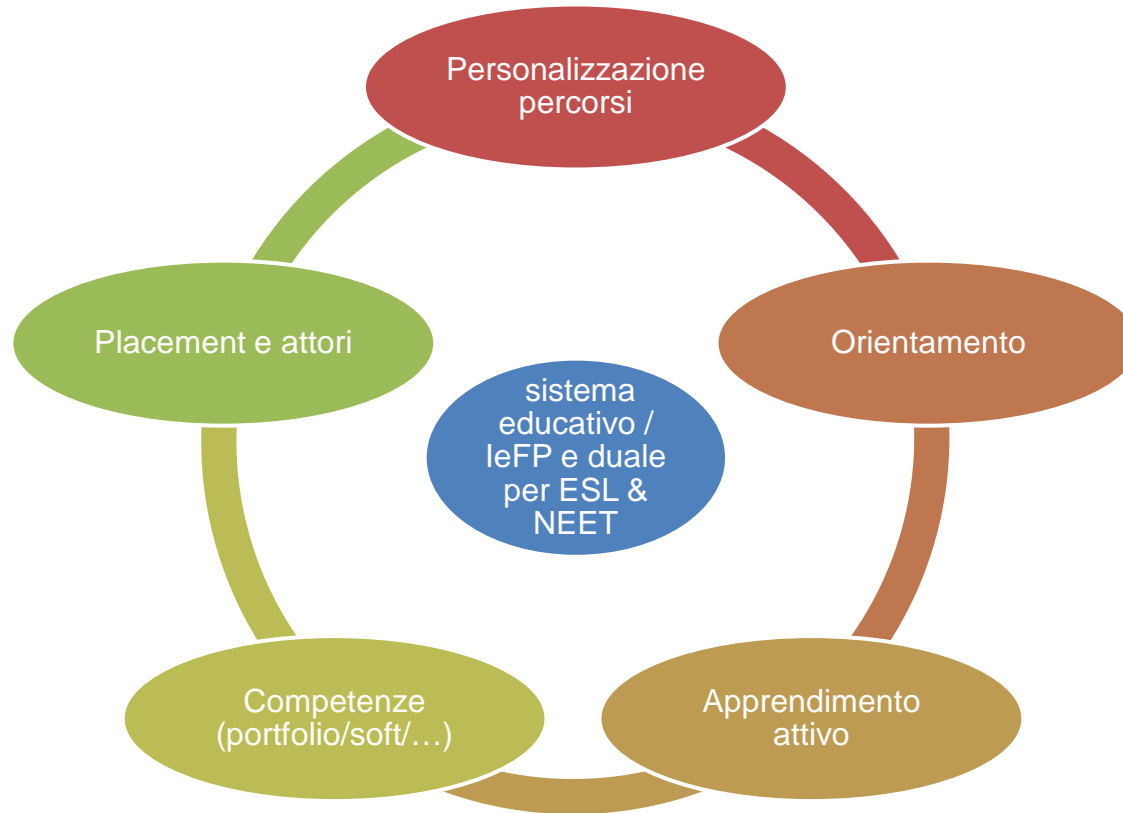 Personalizzazione
percorsi
Placement e attori
Orientamento
sistema
educativo /
IeFP e duale
per ESL &
NEET
Competenze
(portfolio/soft/…)
Apprendimento
attivo